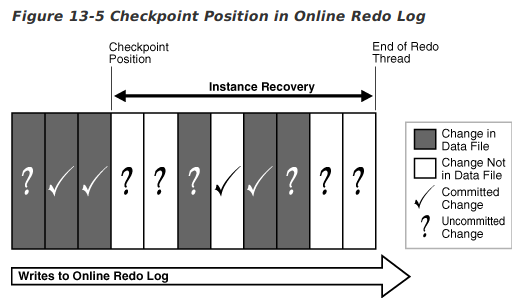 Figure 13-5 Checkpoint Position in Online Redo Log
Checkpoint
Position
End of Redo
Thread
Instance Recovery
? ? ? ? ? ? ?
Change in
Data File
Change Not
in Data File
Committed
Change
? Uncommitted
Change
Writes to Online Redo Log